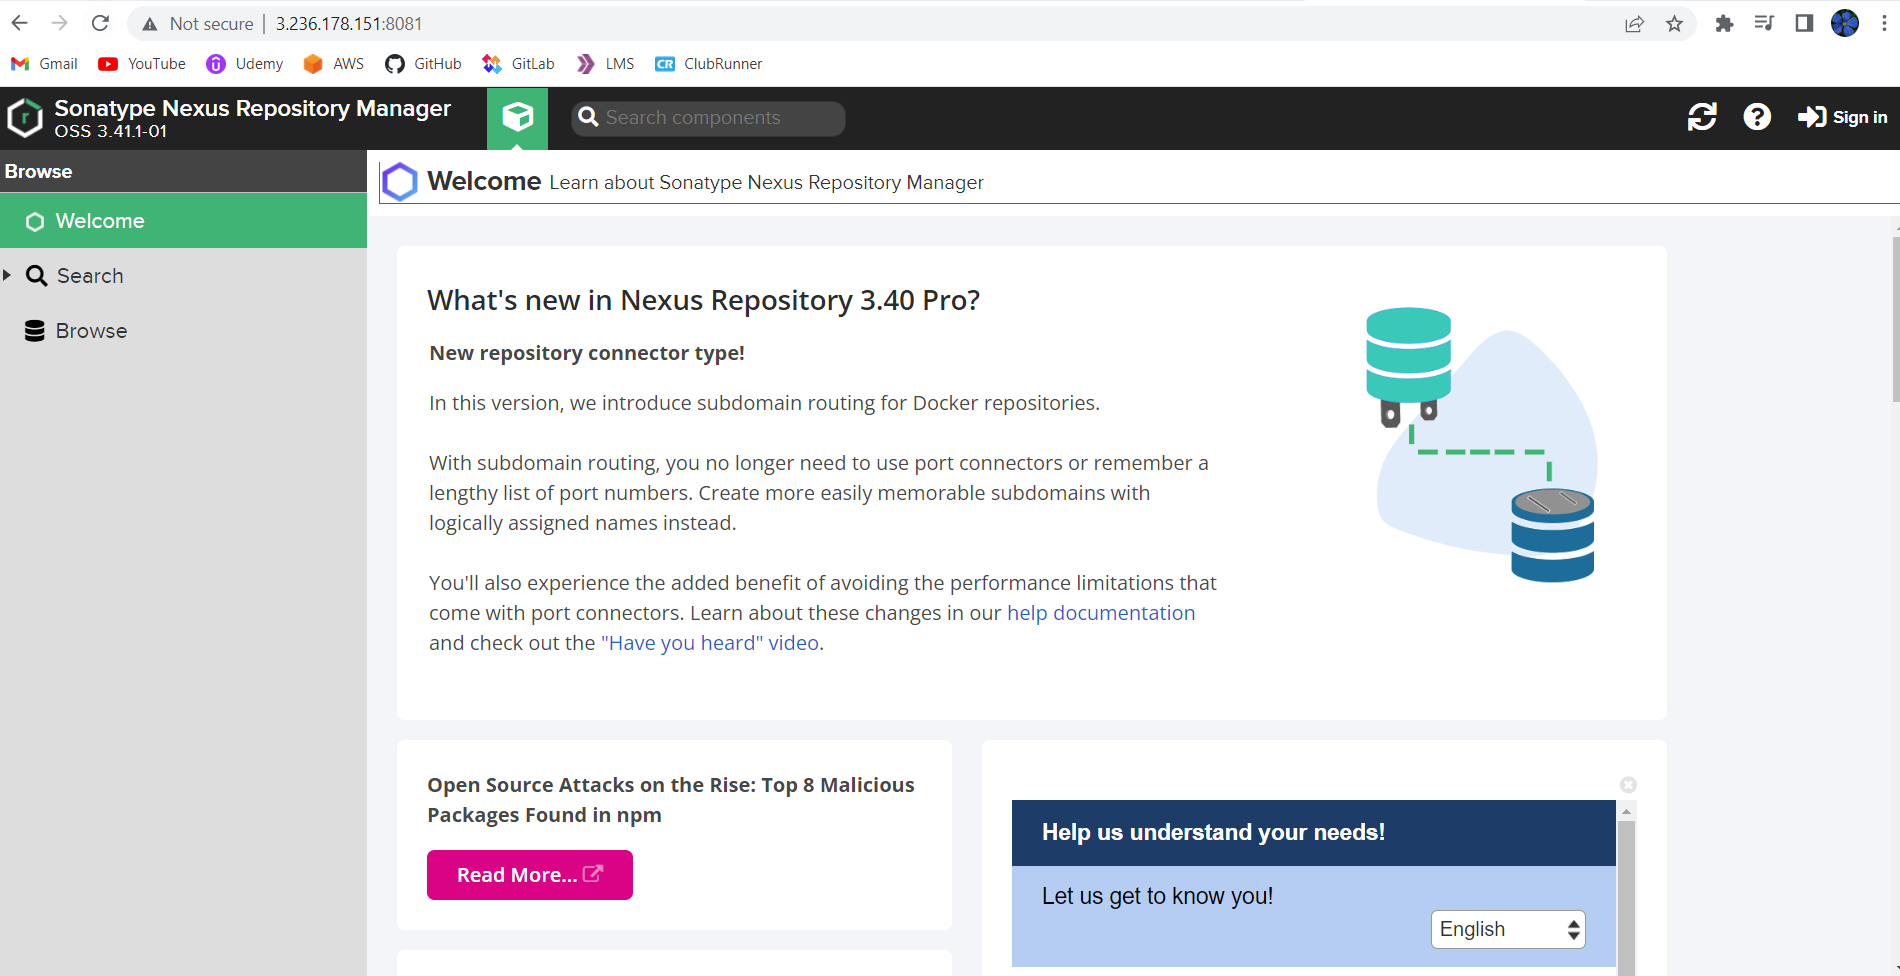 Not secure | 3.236.178.151:8081
Gmail YouTube Udemy AWS GitHub GitLab LMS CR ClubRunner
Sonatype Nexus Repository Manager
OSS 3.41.1-01
Search components
Sign in
Browse
Welcome
Search
Browse
Welcome Learn about Sonatype Nexus Repository Manager
What's new in Nexus Repository 3.40 Pro?
New repository connector type!
In this version, we introduce subdomain routing for Docker repositories.
With subdomain routing, you no longer need to use port connectors or remember a
lengthy list of port numbers. Create more easily memorable subdomains with
logically assigned names instead.
You'll also experience the added benefit of avoiding the performance limitations that
come with port connectors. Learn about these changes in our help documentation
and check out the "Have you heard" video.
Open Source Attacks on the Rise: Top 8 Malicious
Packages Found in npm
Read More...
Help us understand your needs!
Let us get to know you!
English